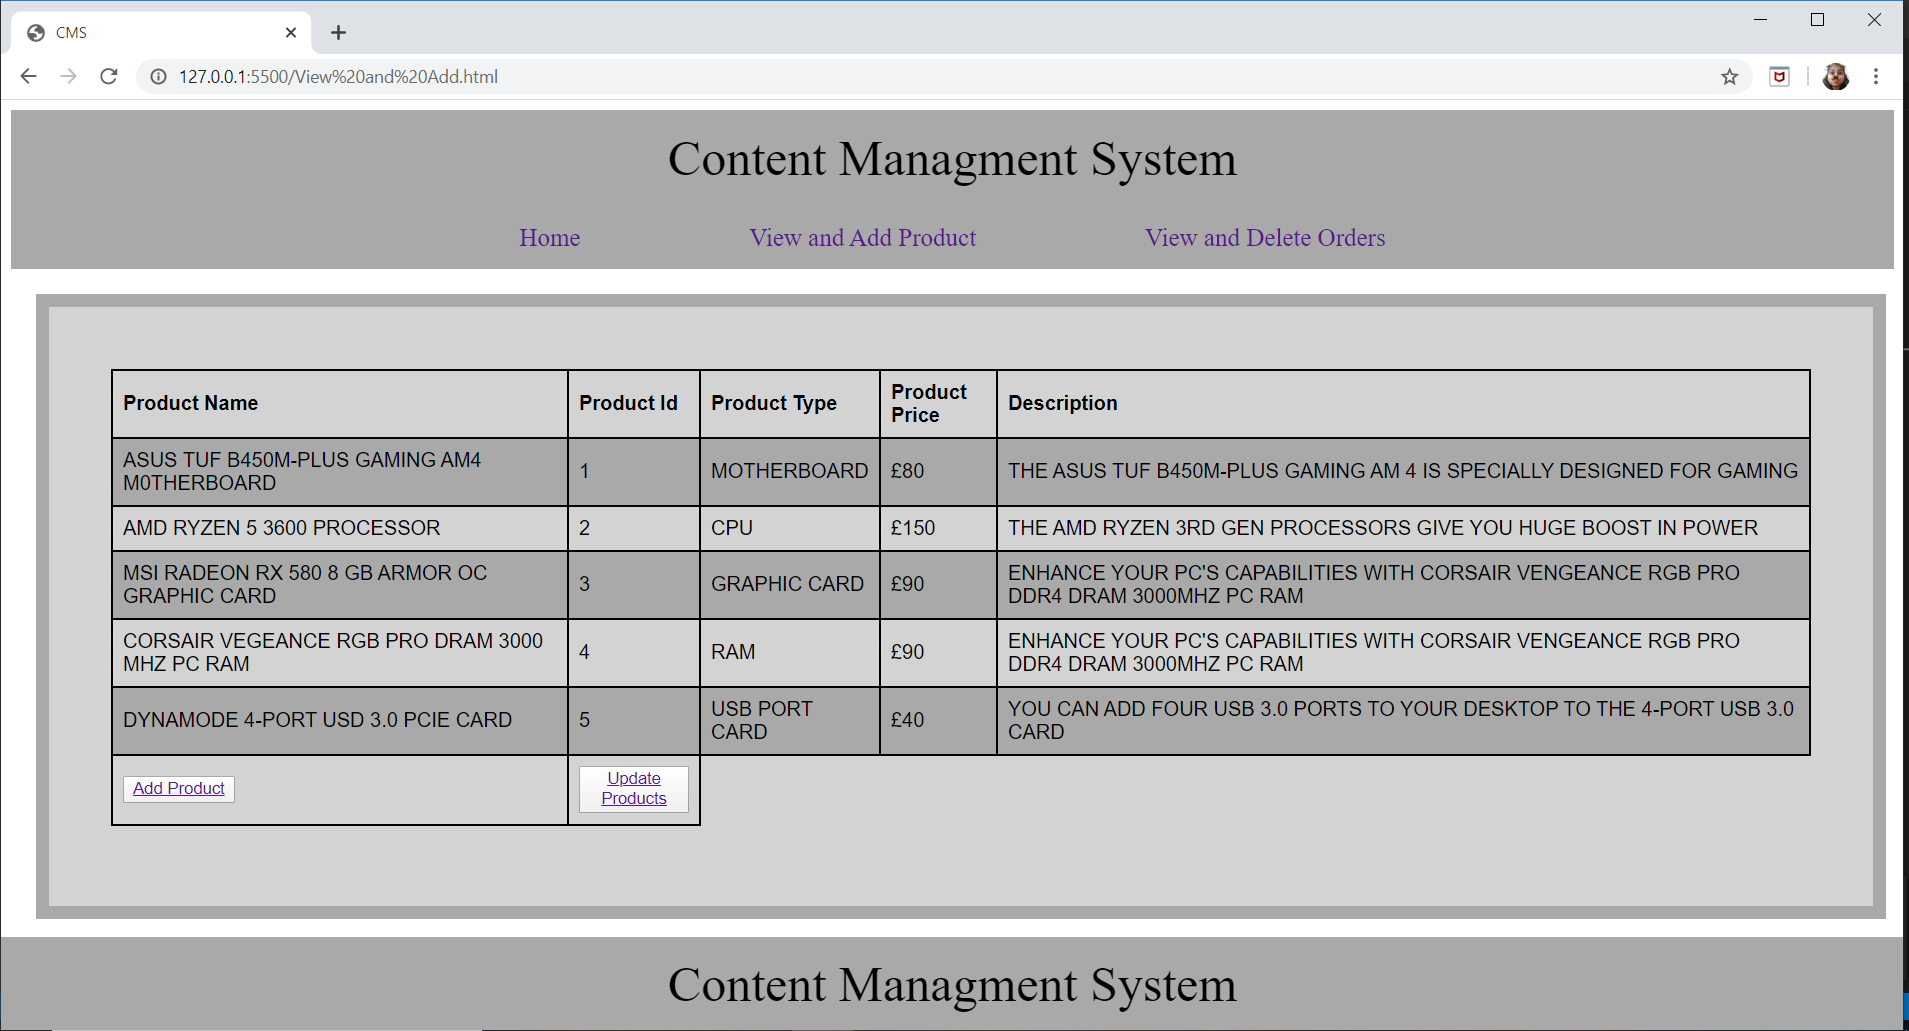 CMS
127.0.0.1:5500/View%20and%20Add.html
Content Managment System
Home View and Add Product View and Delete Orders
Product Name Product Id Product Type Product Price Description
ASUS TUF B450M-PLUS GAMING AM4
M0THERBOARD
1
MOTHERBOARD
£80
THE ASUS TUF B450M-PLUS GAMING AM 4 IS SPECIALLY DESIGNED FOR GAMING
AMD RYZEN 5 3600 PROCESSOR
2
CPU
£150
THE AMD RYZEN 3RD GEN PROCESSORS GIVE YOU HUGE BOOST IN POWER
MSI RADEON RX 580 8 GB ARMOR OC
GRAPHIC CARD
3
GRAPHIC CARD
£90
ENHANCE YOUR PC'S CAPABILITIES WITH CORSAIR VENGEANCE RGB PRO
DDR4 DRAM 3000MHZ PC RAM
CORSAIR VEGEANCE RGB PRO DRAM 3000
MHZ PC RAM
4
RAM
£90
ENHANCE YOUR PC'S CAPABILITIES WITH CORSAIR VENGEANCE RGB PRO
DDR4 DRAM 3000MHZ PC RAM
DYNAMODE 4-PORT USD 3.0 PCIE CARD
5
USB PORT
CARD
£40
YOU CAN ADD FOUR USB 3.0 PORTS TO YOUR DESKTOP TO THE 4-PORT USB 3.0
CARD
Add Product
Update
Products
Content Managment System